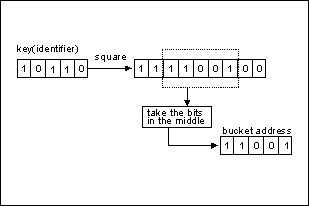 key(identifier)
square
1 0 1 1 0
1 1 1 1 0 0 1 0 0
take the bits
in the middle
bucket address
1 1 0 0 1